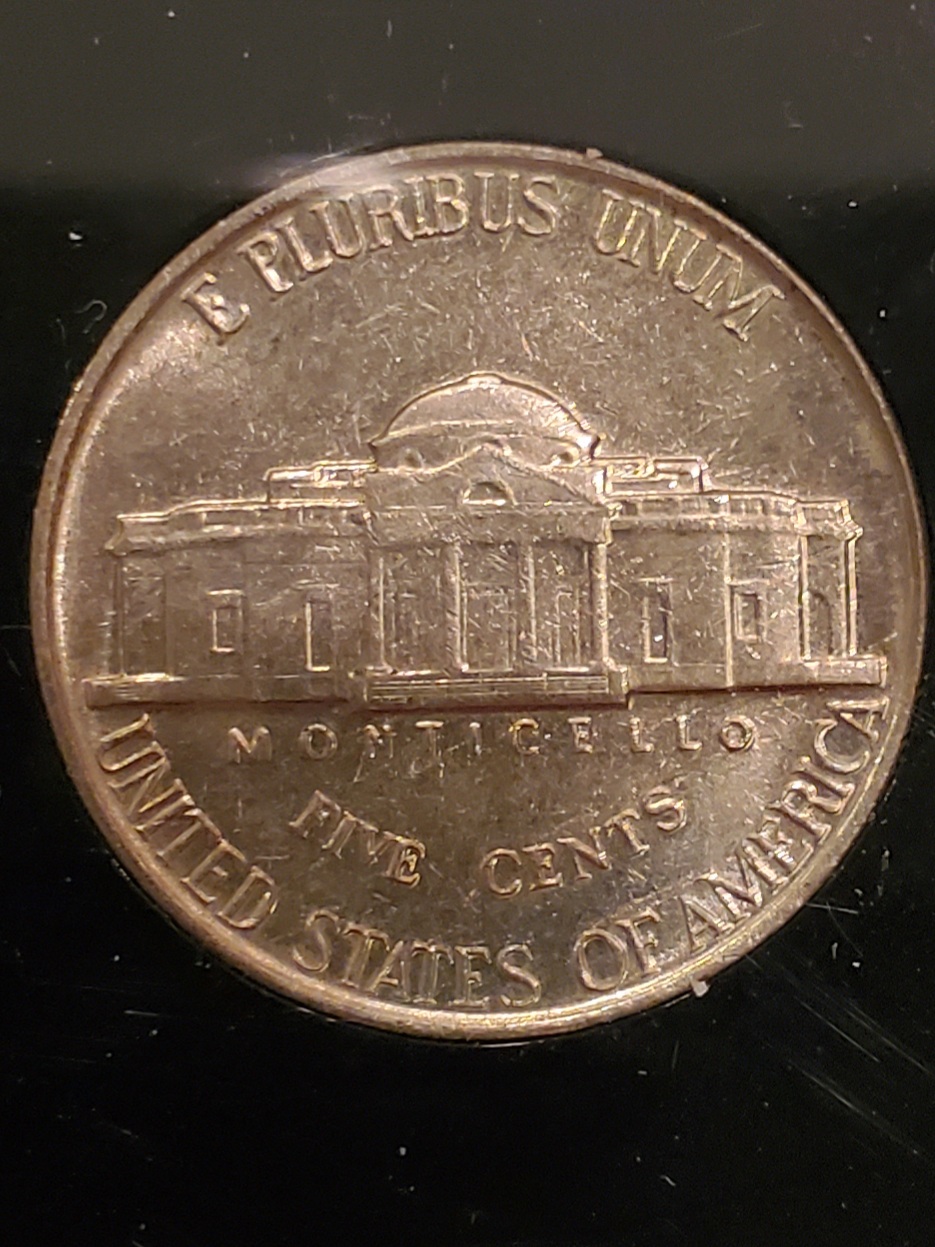 E PLURIBUS UNUM
MONTICELLO
FIVE CENTS
UNITED STATES OF AMERICA